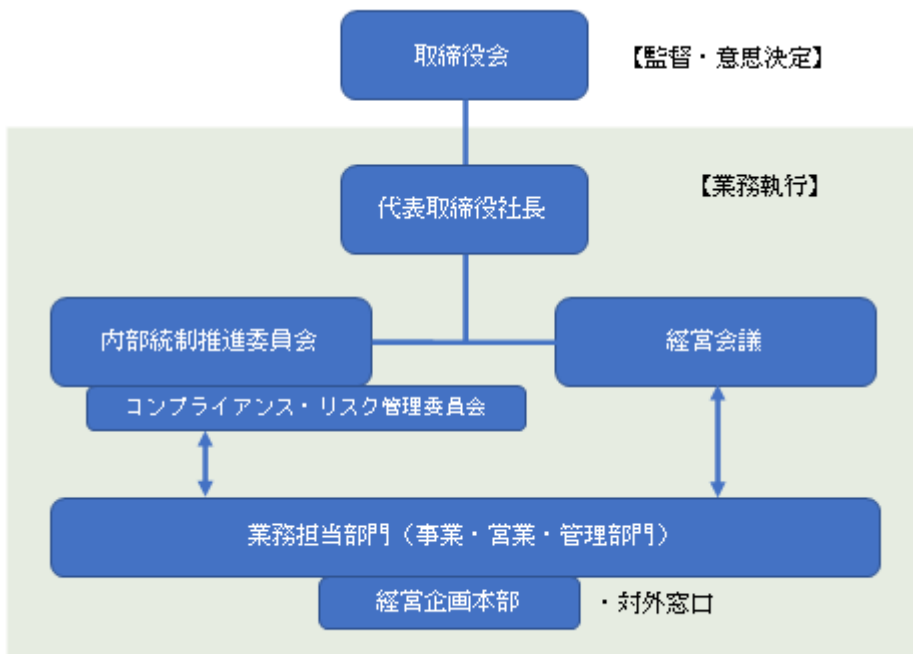 取締役会
【監督・意思決定】
【業務執行】
代表取締役社長
内部統制推進委員会
経営会議
コンプライアンス・リスク管理委員会
業務担当部門（事業・営業・管理部門）
経営企画本部
・対外窓口